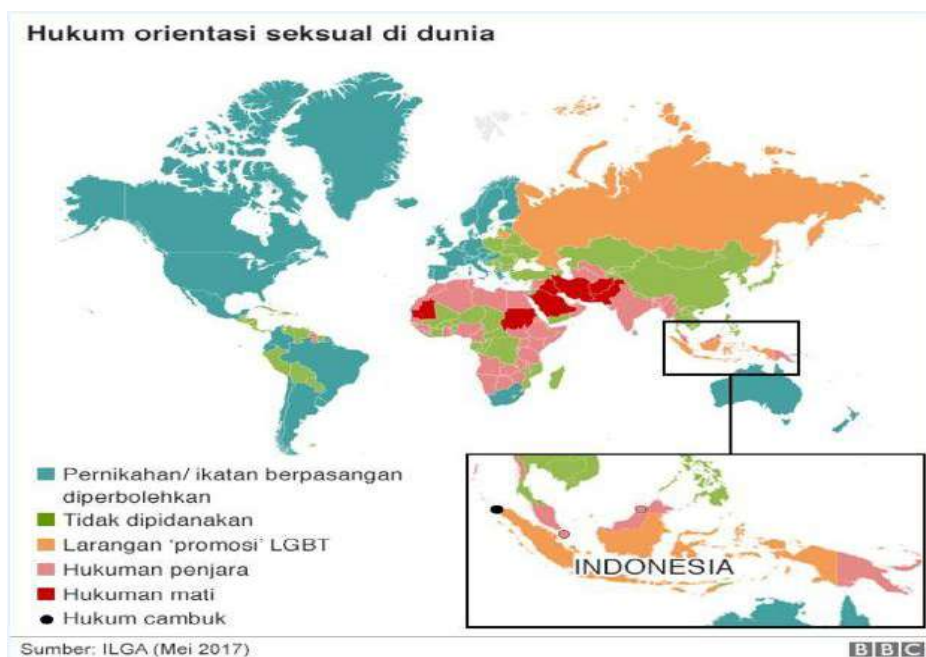 Hukum orientasi seksual di dunia
Pernikahan/ ikatan berpasangan
diperbolehkan
Tidak dipidanakan
Larangan 'promosi' LGBT
Hukuman penjara
Hukuman mati
Hukum cambuk
INDONESIA
Sumber: ILGA (Mei 2017)
BBC